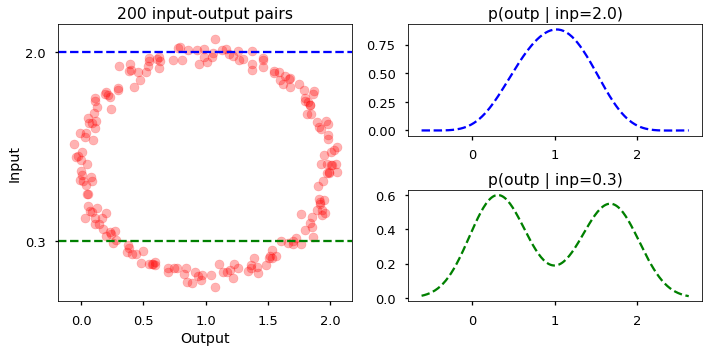 200 input-output pairs
2.0
0.3
Input
0.0 0.5 1.0 1.5 2.0
Output
p(outp | inp=2.0)
0.75
0.50
0.25
0.00
0 1 2
p(outp | inp=0.3)
0.6
0.4
0.2
0.0
0 1 2